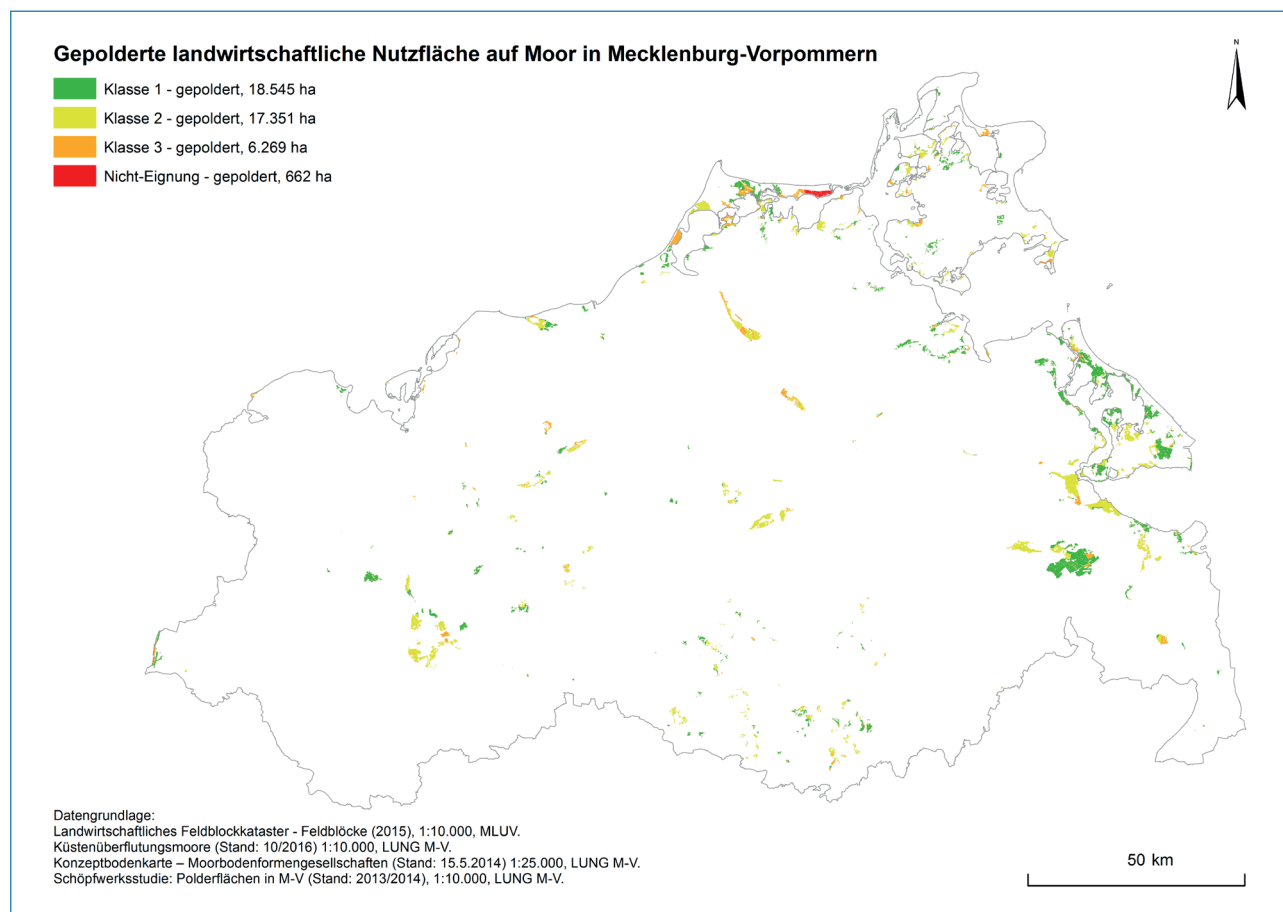 Gepolderte landwirtschaftliche Nutzfläche auf Moor in Mecklenburg-Vorpommern
N
Klasse 1 - gepoldert, 18.545 ha
Klasse 2 - gepoldert, 17.351 ha
Klasse 3 - gepoldert, 6.269 ha
Nicht-Eignung - gepoldert, 662 ha
Datengrundlage:
Landwirtschaftliches Feldblockkataster - Feldblöcke (2015), 1:10.000, MLUV.
Küstenüberflutungsmoore (Stand: 10/2016) 1:10.000, LUNG M-V.
Konzeptbodenkarte – Moorbodenformengesellschaften (Stand: 15.5.2014) 1:25.000, LUNG M-V.
Schöpfwerksstudie: Polderflächen in M-V (Stand: 2013/2014), 1:10.000, LUNG M-V.
50 km